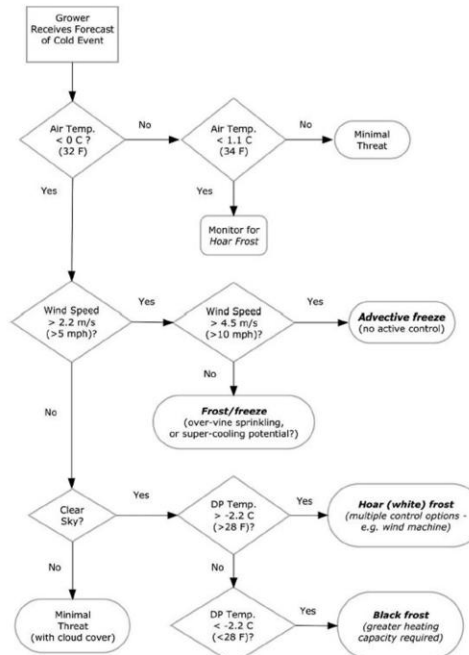 Grower
Receives Forecast
of Cold Event
Air Temp.
< 0 C ?
(32 F)
No
Air Temp.
< 1.1 C
(34 F)
No
Minimal
Threat
Yes
Yes
Monitor for
Hoar Frost
Wind Speed
> 2.2 m/s
(>5 mph)?
Yes
Wind Speed
> 4.5 m/s
(>10 mph)?
Yes
Advective freeze
(no active control)
No
No
Frost/freeze
(over-vine sprinkling,
or super-cooling potential?)
Clear
Sky?
Yes
DP Temp.
> -2.2 C
(>28 F)?
Yes
Hoar (white) frost
(multiple control options -
e.g. wind machine)
No
No
Minimal
Threat
(with cloud cover)
DP Temp.
< -2.2 C
(<28 F)?
Yes
Black frost
(greater heating
capacity required)